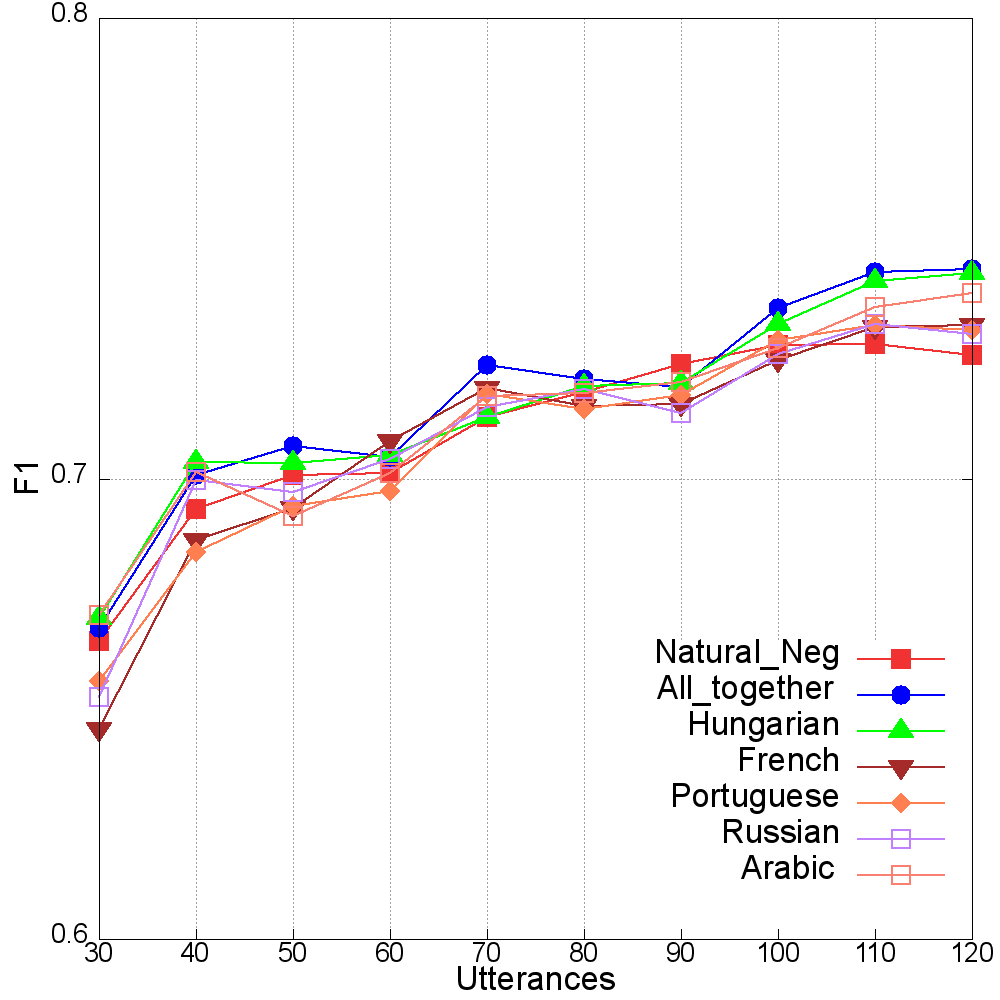 0.8
F1
0.7
Natural_Neg
All_together
Hungarian
French
Portuguese
Russian
Arabic
0.6
30 40 50 60 70 80 90 100 110 120
Utterances